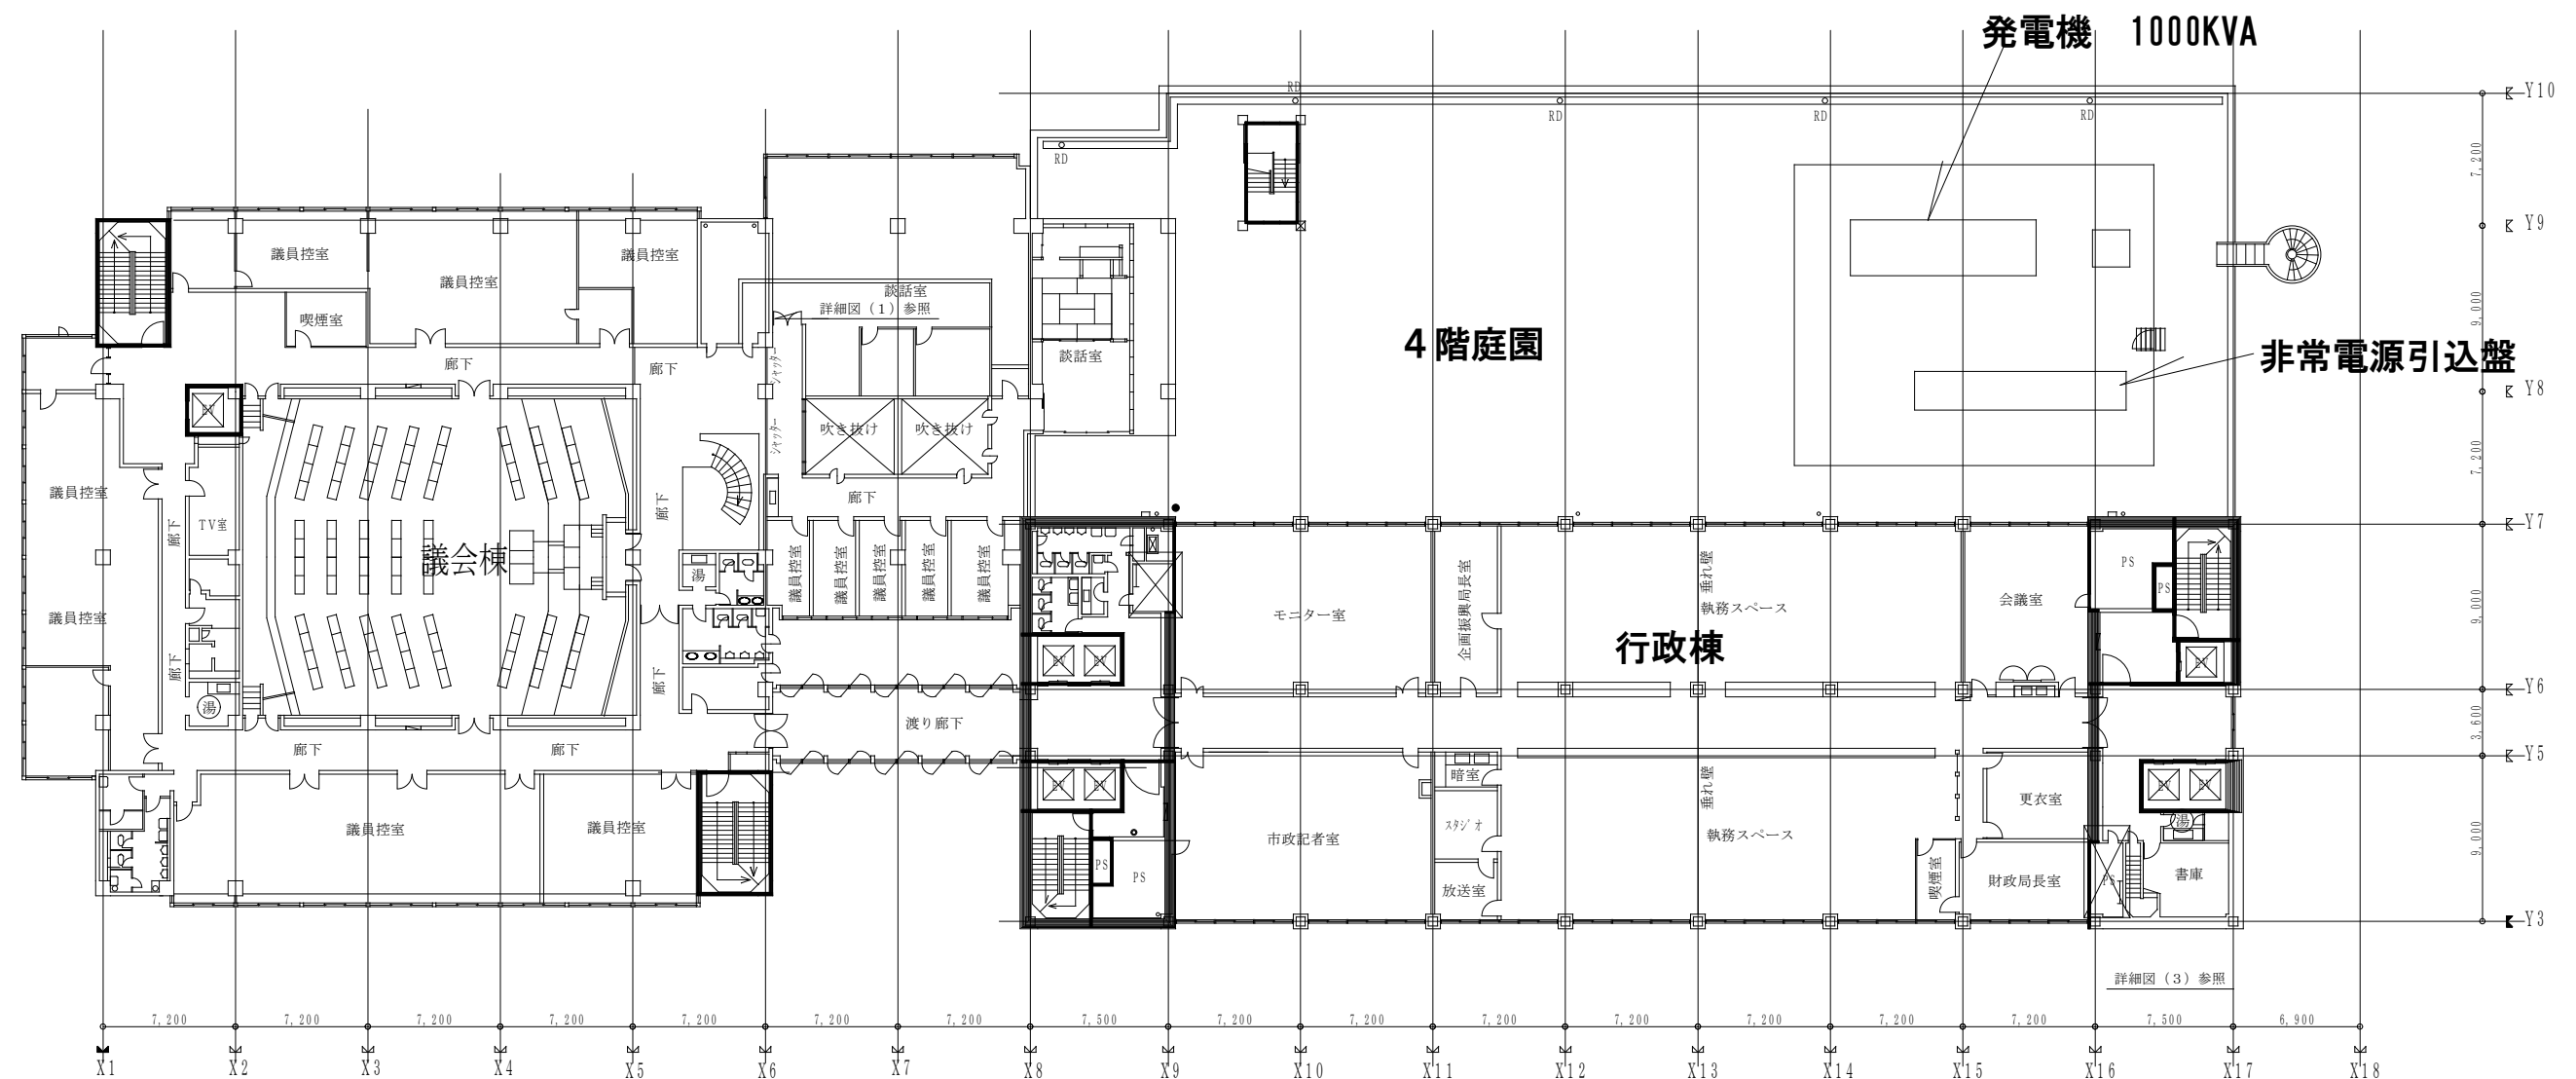 発電機　1000KVA
RD
RD
RD
RD
RD
Y10
7,200
Y9
議員控室
議員控室
議員控室
談話室
詳細図（1）参照
喫煙室
9,000
4階庭園
非常電源引込盤
廊下
廊下
シャッター
談話室
Y8
EV
シャッター
吹き抜け
吹き抜け
7,200
議員控室
廊下
廊下
TV室
廊下
Y7
議会棟
湯
議員控室
議員控室
議員控室
議員控室
議員控室
モニター室
企画振興局長室
垂れ壁
執務スペース
会議室
PS
PS
9,000
議員控室
行政棟
EV
EV
EV
廊下
廊下
Y6
湯
渡り廊下
3,600
廊下
廊下
Y5
EV
EV
EV
EV
暗室
垂れ壁
更衣室
議員控室
議員控室
スタジオ
市政記者室
執務スペース
湯
9,000
PS
PS
放送室
喫煙室
財政局長室
PS
書庫
Y3
詳細図（3）参照
7,200
7,200
7,200
7,200
7,200
7,200
7,200
7,500
7,200
7,200
7,200
7,200
7,200
7,200
7,200
7,500
6,900
X1
X2
X3
X4
X5
X6
X7
X8
X9
X10
X11
X12
X13
X14
X15
X16
X17
X18